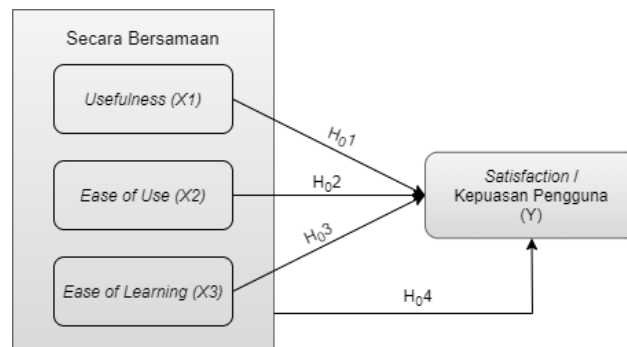 Secara Bersamaan
Usefulness (X1)
H₀1
Ease of Use (X2)
H₀2
Satisfaction /
Kepuasan Pengguna
(Y)
H₀3
Ease of Learning (X3)
H₀4